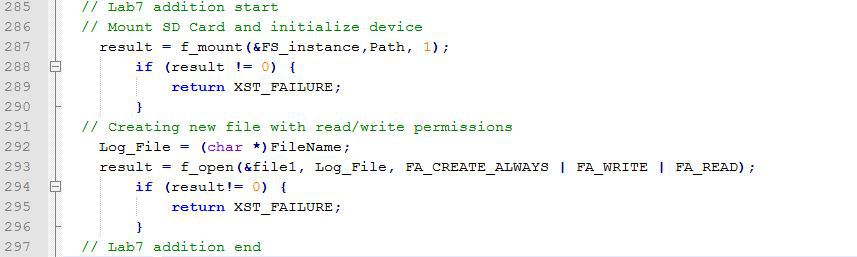 285 // Lab7 addition start
286 // Mount SD Card and initialize device
287 result = f_mount(&FS_instance,Path, 1);
288 if (result != 0) {
289 return XST_FAILURE;
290 }
291 // Creating new file with read/write permissions
292 Log_File = (char *)FileName;
293 result = f_open(&file1, Log_File, FA_CREATE_ALWAYS | FA_WRITE | FA_READ);
294 if (result!= 0) {
295 return XST_FAILURE;
296 }
297 // Lab7 addition end